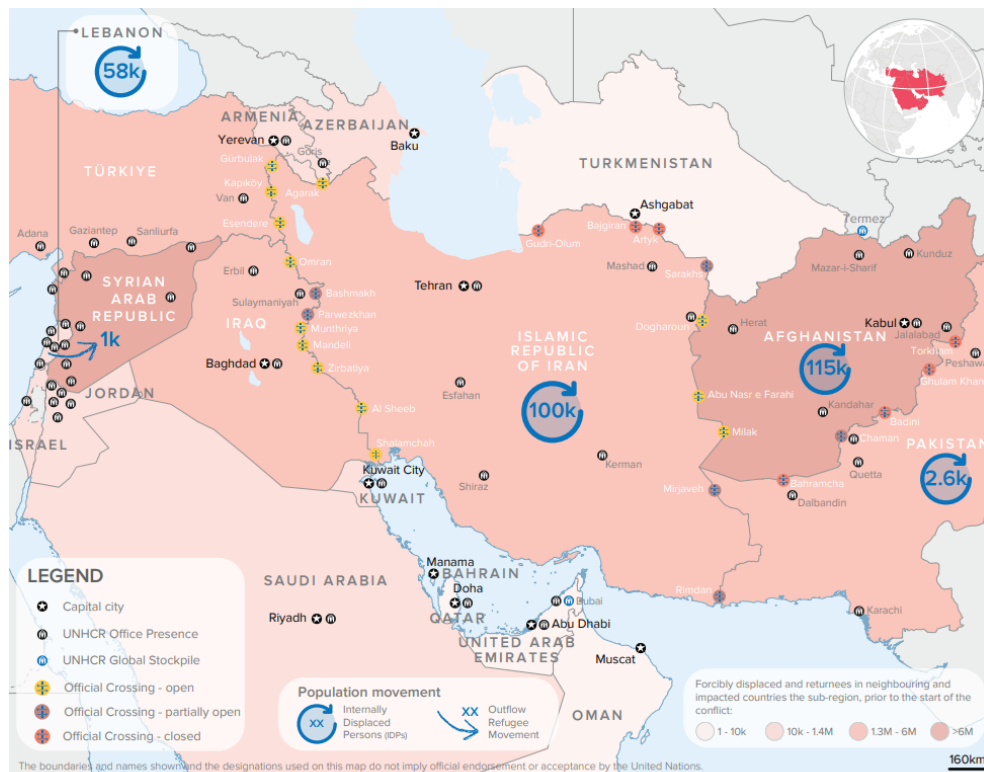 LEBANON
58k
ARMENIA
AZERBAIJAN
Yerevan
Goris
Baku
Gürbulak
TÜRKIYE
Kapıköy
Agarak
Van
TURKMENISTAN
Ashgabat
Bajgiran
Artyk
Gudri-Olum
Termez
Esendere
Adana
Gaziantep
Sanliurfa
Omran
Erbil
Mashad
Sarakhs
Mazar-i-Sharif
Kunduz
SYRIAN
ARAB
REPUBLIC
Sulaymaniyah
Bashmakh
Tehran
Parwezkhan
IRAQ
Munthriya
1k
Mandeli
Dogharoun
Herat
Kabul
Jalalabad
AFGHANISTAN
Torkham
Peshawa
ISLAMIC
REPUBLIC
OF IRAN
Baghdad
Zirbatiya
115k
Ghulam Khan
JORDAN
Esfahan
100k
Abu Nasr e Farahi
Kandahar
Al Sheeb
Badini
Milak
Chaman
PAKISTAN
ISRAEL
Shalamchah
Kerman
Quetta
Kuwait City
KUWAIT
Shiraz
Mirjaveh
Bahramcha
Dalbandin
2.6k
Manama
BAHRAIN
SAUDI ARABIA
Doha
Riyadh
QATAR
Dubai
Abu Dhabi
UNITED ARAB
EMIRATES
Rimdan
Karachi
Muscat
OMAN
LEGEND
Capital city
UNHCR Office Presence
UNHCR Global Stockpile
Official Crossing - open
Official Crossing - partially open
Official Crossing - closed
Population movement
xx
Internally
Displaced
Persons (IDPs)
xx Outflow
Refugee
Movement
Forcibly displaced and returnees in neighbouring and
impacted countries the sub-region, prior to the start of the
conflict:
1 - 10k
10k - 1.4M
1.3M - 6M
>6M
The boundaries and names shown and the designations used on this map do not imply official endorsement or acceptance by the United Nations.
160km